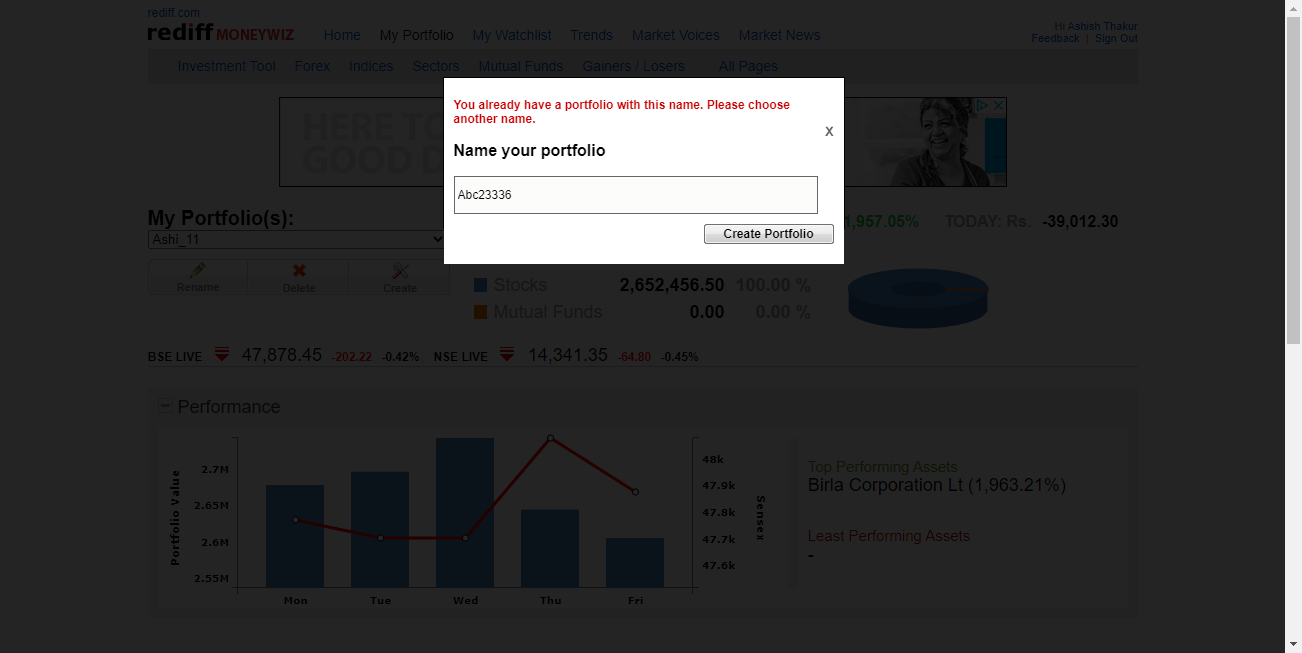 rediff.com
rediff MONEYWIZ
Home My Portfolio My Watchlist Trends Market Voices Market News
Hi Ashish Thakur
Feedback | Sign Out
Investment Tool Forex Indices Sectors Mutual Funds Gainers / Losers All Pages
HERE TO
GOOD D
You already have a portfolio with this name. Please choose
another name.
X
Name your portfolio
Abc23336
Create Portfolio
My Portfolio(s):
Ashi_11
1,957.05% TODAY: Rs. -39,012.30
Rename Delete Create
Stocks 2,652,456.50 100.00 %
Mutual Funds 0.00 0.00 %
BSE LIVE 47,878.45 -202.22 -0.42% NSE LIVE 14,341.35 -64.80 -0.45%
Performance
Portfolio Value
2.7M
2.65M
2.6M
2.55M
Mon Tue Wed Thu Fri
48k
47.9k
47.8k
47.7k
47.6k
Sensex
Top Performing Assets
Birla Corporation Lt (1,963.21%)
Least Performing Assets
-